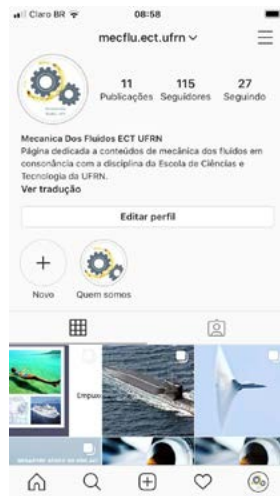 Claro BR 08:58
mecflu.ect.ufrn
11 115 27
Publicações Seguidores Seguindo
Mecanica Dos Fluidos ECT UFRN
Página dedicada a conteúdos de mecânica dos fluidos em
consonância com a disciplina da Escola de Ciências e
Tecnologia da UFRN.
Ver tradução
Editar perfil
Novo Quem somos
Empux